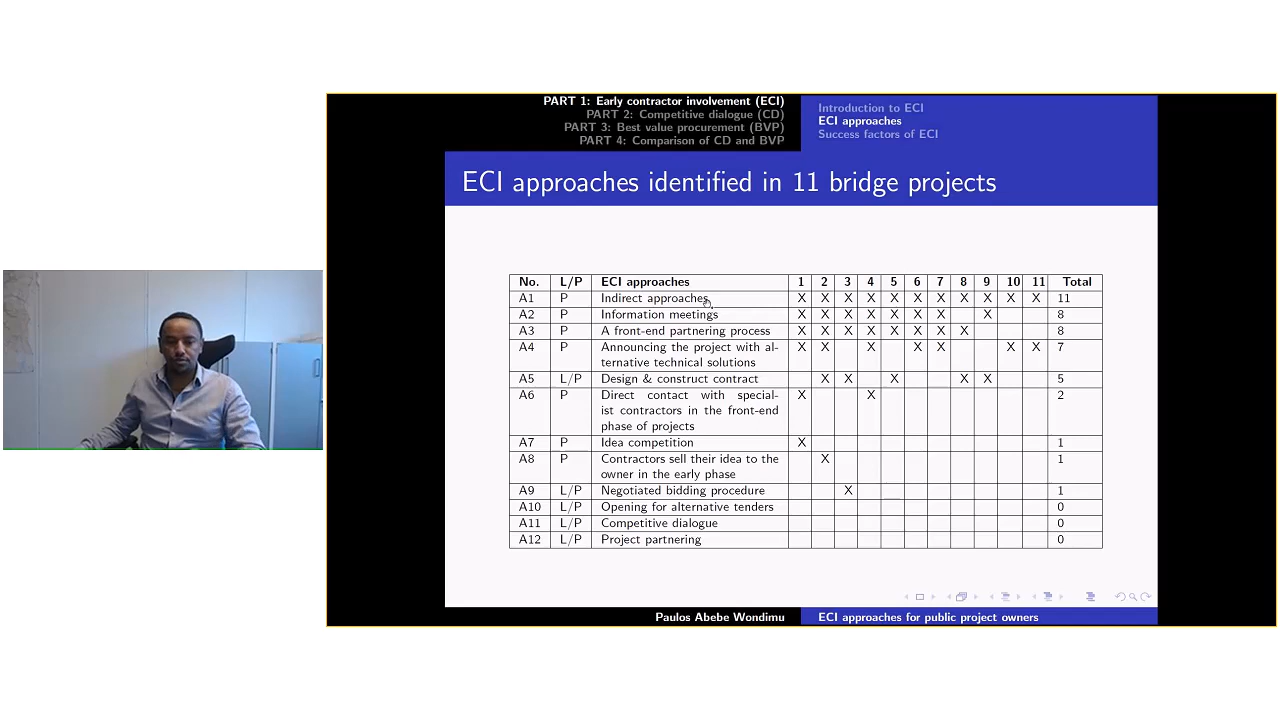 PART 1: Early contractor involvement (ECI)
PART 2: Competitive dialogue (CD)
PART 3: Best value procurement (BVP)
PART 4: Comparison of CD and BVP
Introduction to ECI
ECI approaches
Success factors of ECI
ECI approaches identified in 11 bridge projects
No. L/P ECI approaches 1 2 3 4 5 6 7 8 9 10 11 Total
A1 P Indirect approaches X X X X X X X X X X X 11
A2 P Information meetings X X X X X X X X 8
A3 P A front-end partnering process X X X X X X X X 8
A4 P Announcing the project with al- X X X X X X X 7
ternative technical solutions
A5 L/P Design & construct contract X X X X X 5
A6 P Direct contact with special- X X 2
ist contractors in the front-end
phase of projects
A7 P Idea competition X 1
A8 P Contractors sell their idea to the X 1
owner in the early phase
A9 L/P Negotiated bidding procedure X 1
A10 L/P Opening for alternative tenders 0
A11 L/P Competitive dialogue 0
A12 L/P Project partnering 0
Paulos Abebe Wondimu
ECI approaches for public project owners